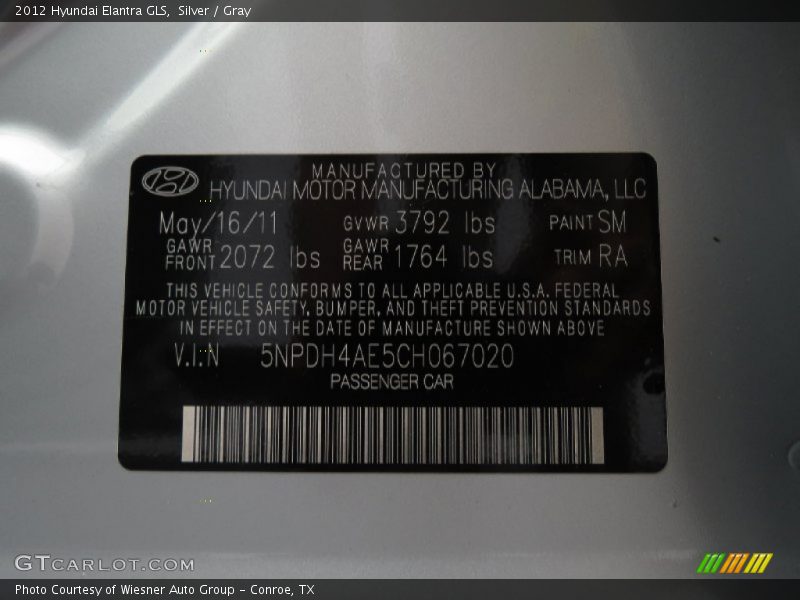 2012 Hyundai Elantra GLS,  Silver / Gray
MANUFACTURED BY
HYUNDAI MOTOR MANUFACTURING ALABAMA, LLC
May/16/11 GVWR 3792 lbs PAINT SM
GAWR FRONT 2072 lbs GAWR REAR 1764 lbs TRIM RA
THIS VEHICLE CONFORMS TO ALL APPLICABLE U.S.A. FEDERAL
MOTOR VEHICLE SAFETY, BUMPER, AND THEFT PREVENTION STANDARDS
IN EFFECT ON THE DATE OF MANUFACTURE SHOWN ABOVE
V.I.N 5NPDH4AE5CH067020
PASSENGER CAR
GTCARLOT.COM
Photo Courtesy of Wiesner Auto Group - Conroe, TX